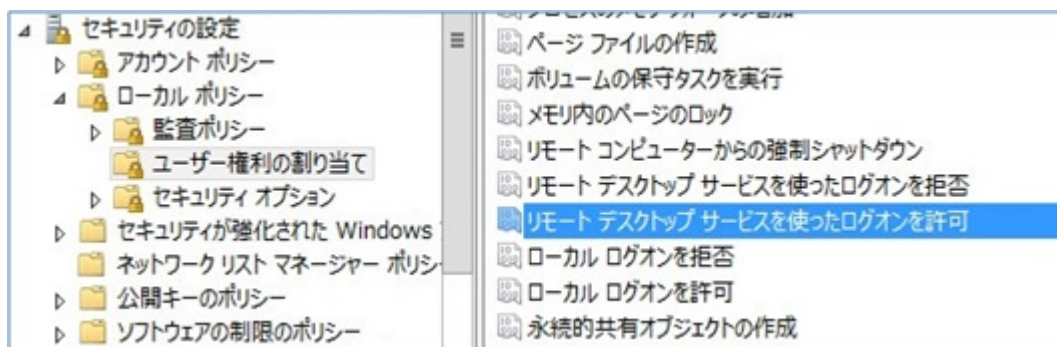 セキュリティの設定
アカウント ポリシー
ローカル ポリシー
監査ポリシー
ユーザー権利の割り当て
セキュリティ オプション
セキュリティが強化された Windows
ネットワーク リスト マネージャー ポリシ
公開キーのポリシー
ソフトウェアの制限のポリシー
ページ ファイルの作成
ボリュームの保守タスクを実行
メモリ内のページのロック
リモート コンピューターからの強制シャットダウン
リモート デスクトップ サービスを使ったログオンを拒否
リモート デスクトップ サービスを使ったログオンを許可
ローカル ログオンを拒否
ローカル ログオンを許可
永続的共有オブジェクトの作成